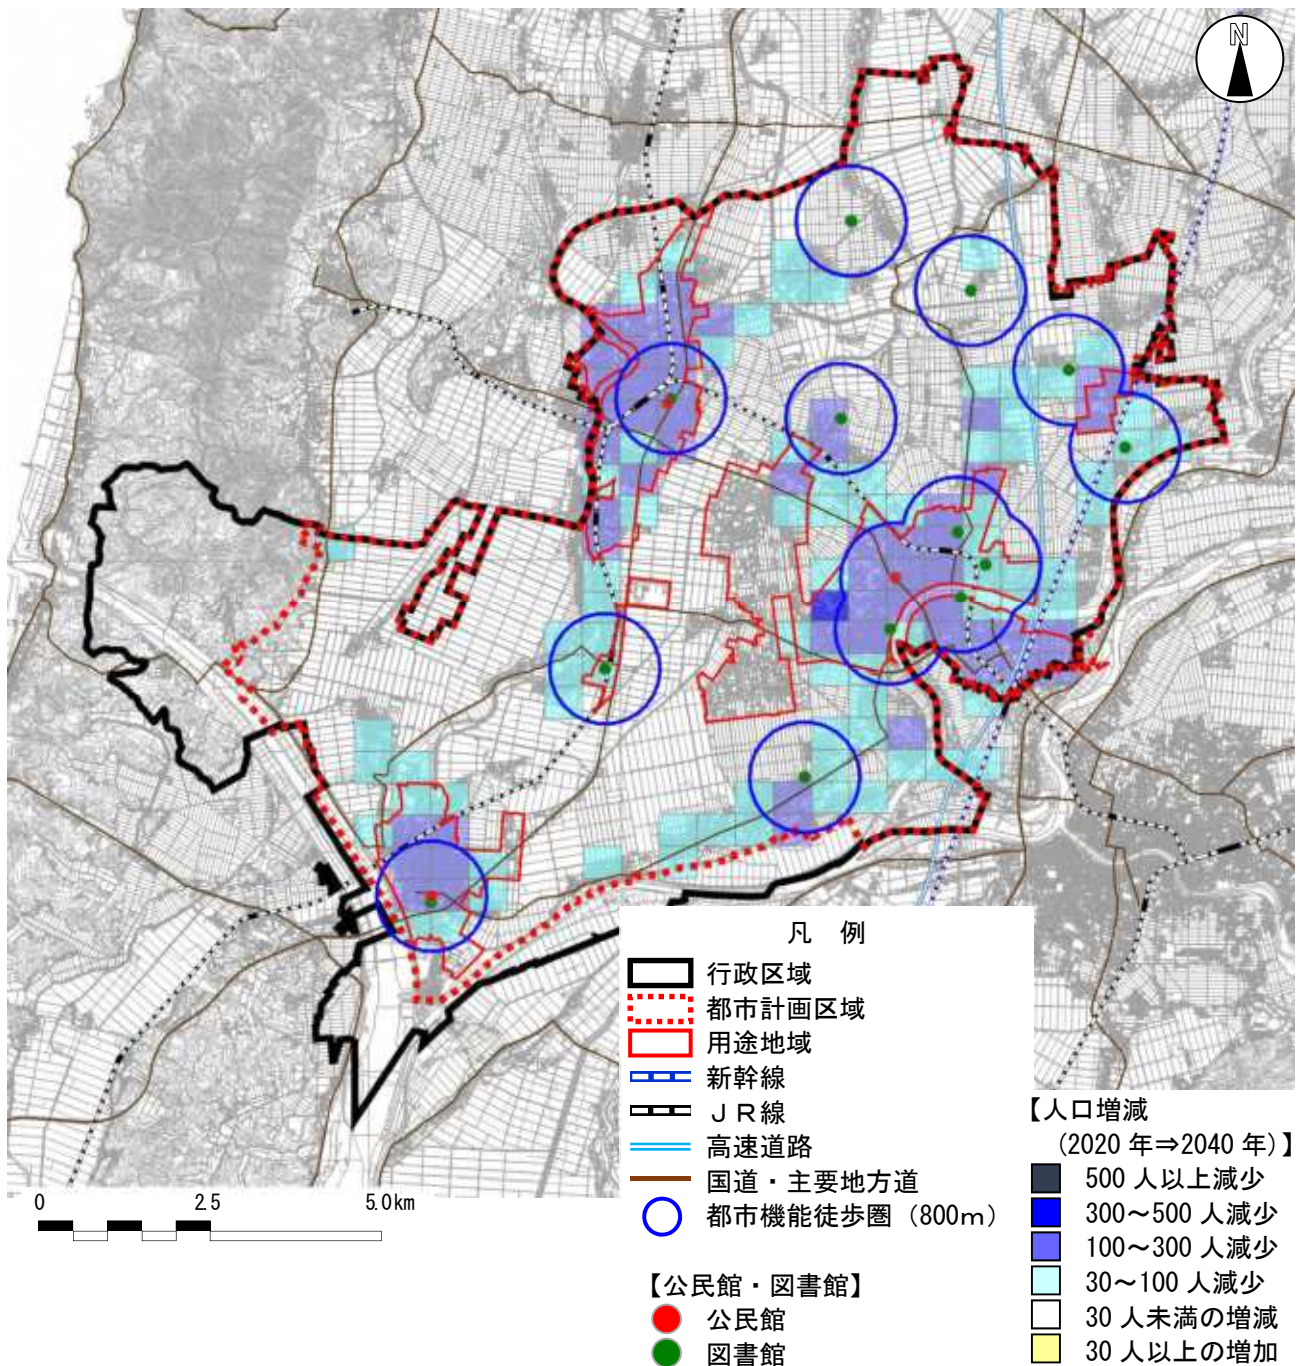 N
凡 例
行政区域
都市計画区域
用途地域
新幹線
ＪＲ線
高速道路
国道・主要地方道
都市機能徒歩圏（800ｍ）
【公民館・図書館】
公民館
図書館
【人口増減
（2020 年⇒2040 年）】
500 人以上減少
300～500 人減少
100～300 人減少
30～100 人減少
30 人未満の増減
30 人以上の増加
0 2.5 5.0km